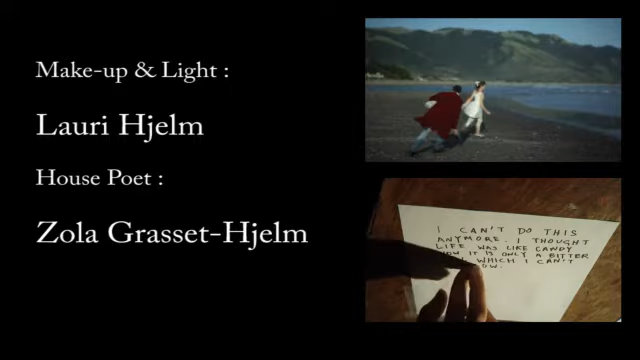 Make-up & Light :
Lauri Hjelm
House Poet :
Zola Grasset-Hjelm
I CAN'T DO THIS
ANYMORE. I THOUGHT
LIFE WAS LIKE CANDY
NOW IT IS ONLY A BITTER
WHICH I CAN'T